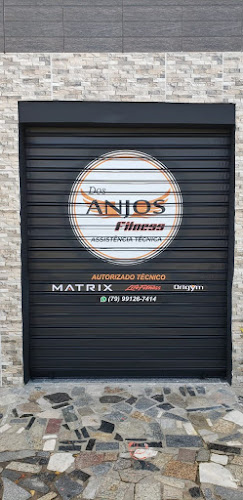 Dos
ANJOS
Fitness
ASSISTÊNCIA TÉCNICA
AUTORIZADO TÉCNICO
MATRIX Life Fitness Origym
(79) 99126-7414